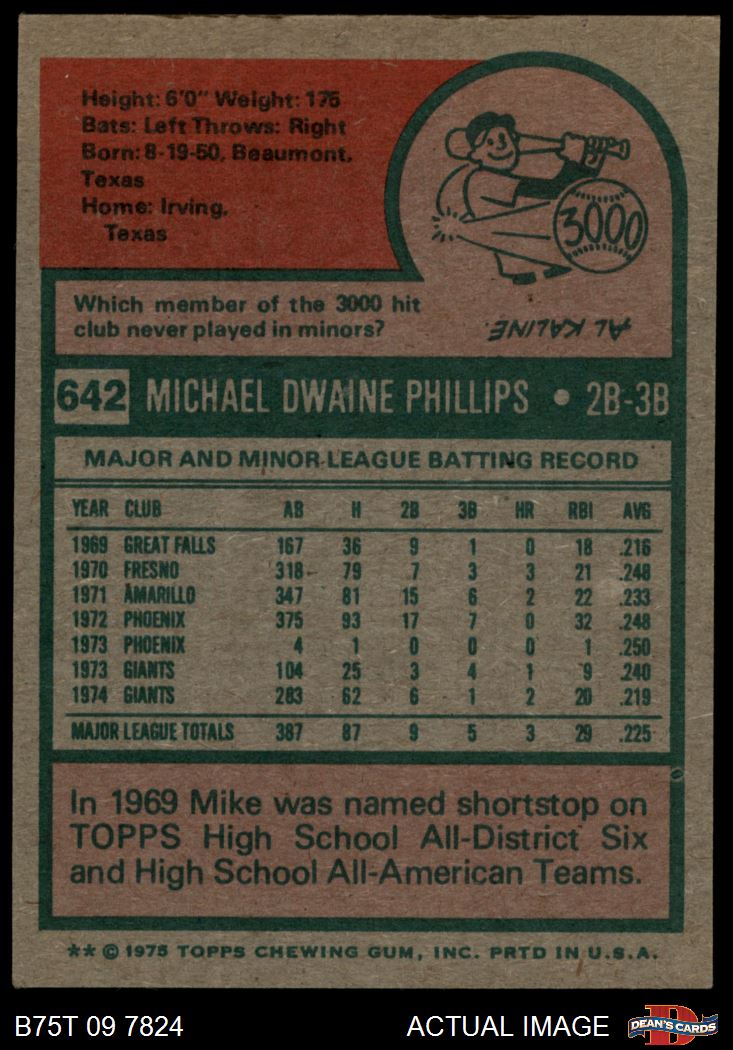 Height: 6'0" Weight: 175
Bats: Left Throws: Right
Born: 8-19-50, Beaumont,
Texas
Home: Irving,
Texas
3000
Which member of the 3000 hit
club never played in minors?
AL KALINE.
642 MICHAEL DWAINE PHILLIPS • 2B-3B
MAJOR AND MINOR LEAGUE BATTING RECORD
YEAR CLUB AB H 2B 3B HR RBI AVG
1969 GREAT FALLS 167 36 9 1 0 18 .216
1970 FRESNO 318 79 7 3 3 21 .248
1971 AMARILLO 347 81 15 6 2 22 .233
1972 PHOENIX 375 93 17 7 0 32 .248
1973 PHOENIX 4 1 0 0 0 1 .250
1973 GIANTS 104 25 3 4 1 9 .240
1974 GIANTS 283 62 6 1 2 20 .219
MAJOR LEAGUE TOTALS 387 87 9 5 3 29 .225
In 1969 Mike was named shortstop on
TOPPS High School All-District Six
and High School All-American Teams.
** © 1975 TOPPS CHEWING GUM, INC. PRTD IN U.S.A.
B75T 09 7824 ACTUAL IMAGE DEAN'S CARDS